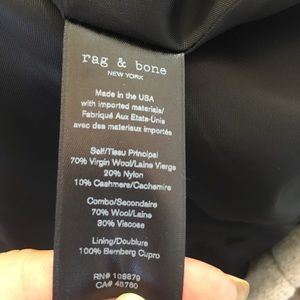 rag & bone
NEW YORK
Made in the USA
with imported materials/
Fabriqué Aux Etats-Unis
avec des materiaux importés
Self/Tissu Principal
70% Virgin Wool/Laine Vierge
20% Nylon
10% Cashmere/Cachemire
Combo/Secondaire
70% Wool/Laine
30% Viscose
Lining/Doublure
100% Bemberg Cupro
RN# 108879
CA# 45760